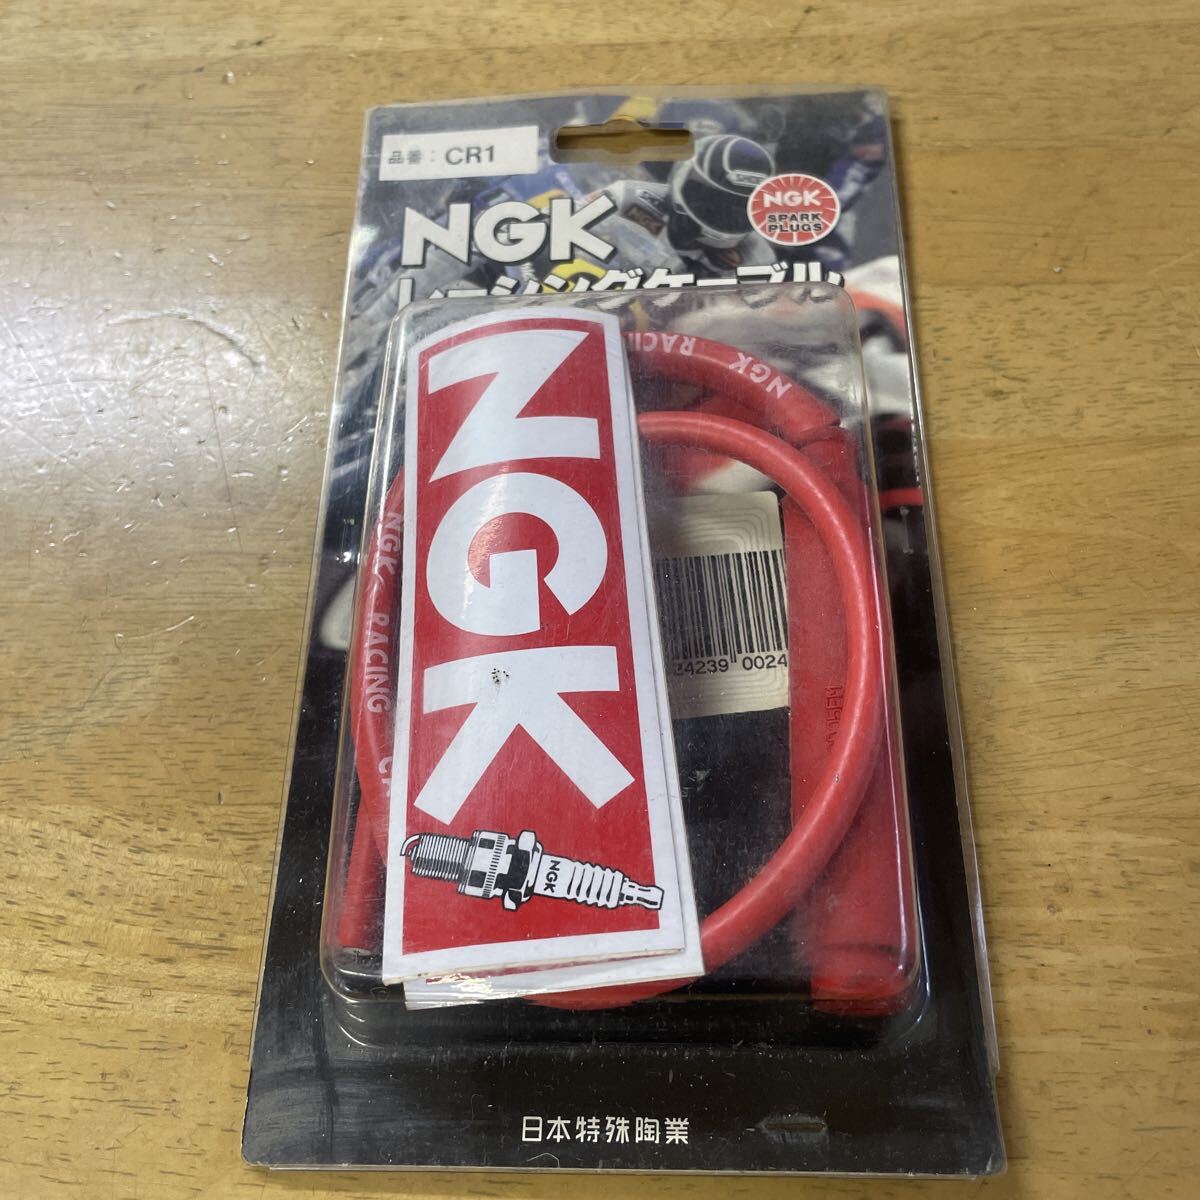 品番：CR1
NGK
レーシングケーブル
NGK
SPARK
PLUGS
NGK RACING
NGK
NGK RACING
24239 0024
NGK
日本特殊陶業